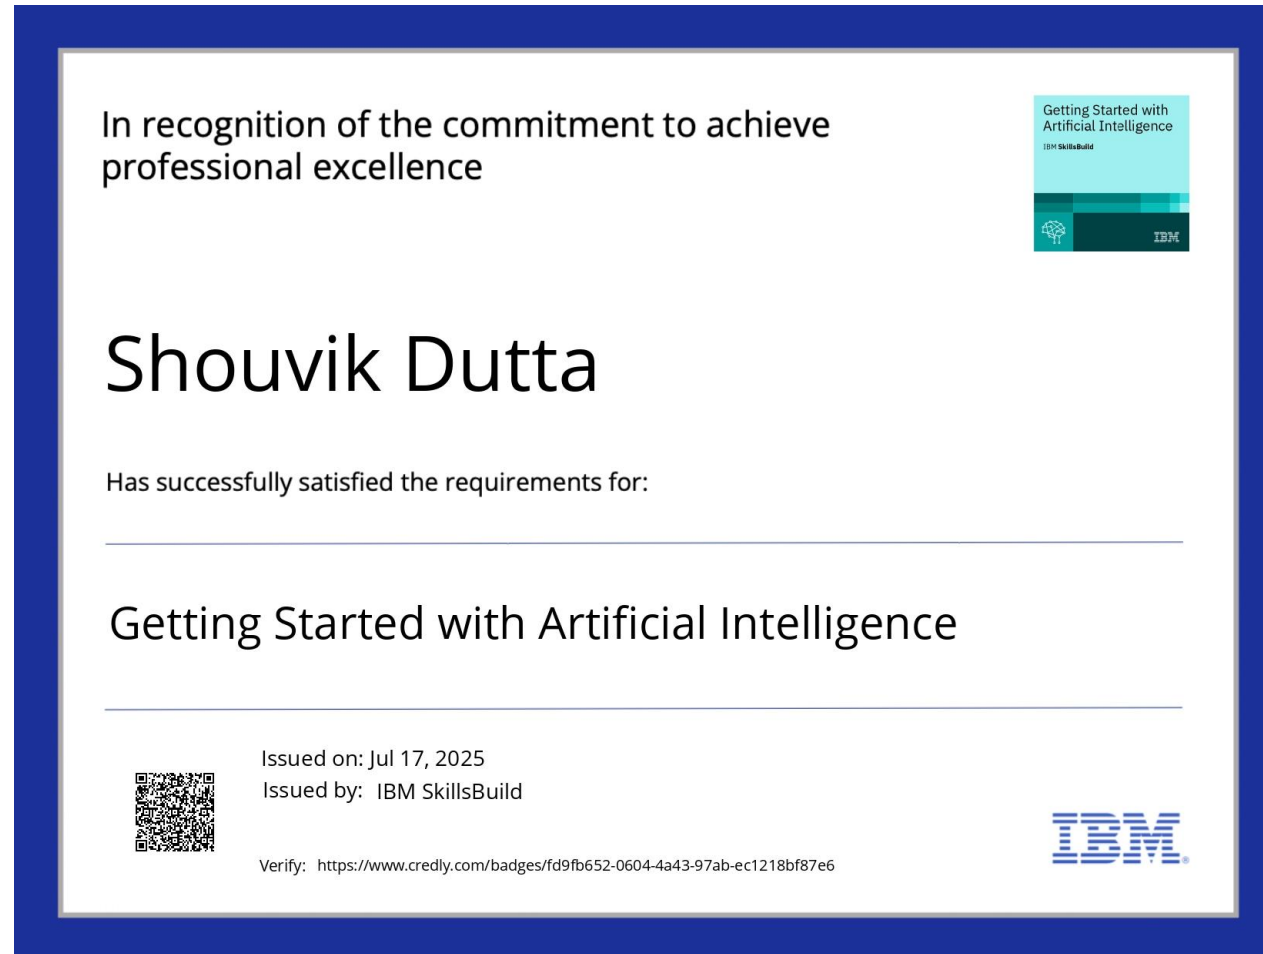 In recognition of the commitment to achieve
professional excellence
Getting Started with
Artificial Intelligence
IBM SkillsBuild
IBM
Shouvik Dutta
Has successfully satisfied the requirements for:
Getting Started with Artificial Intelligence
Issued on: Jul 17, 2025
Issued by: IBM SkillsBuild
Verify: https://www.credly.com/badges/fd9fb652-0604-4a43-97ab-ec1218bf87e6
IBM®